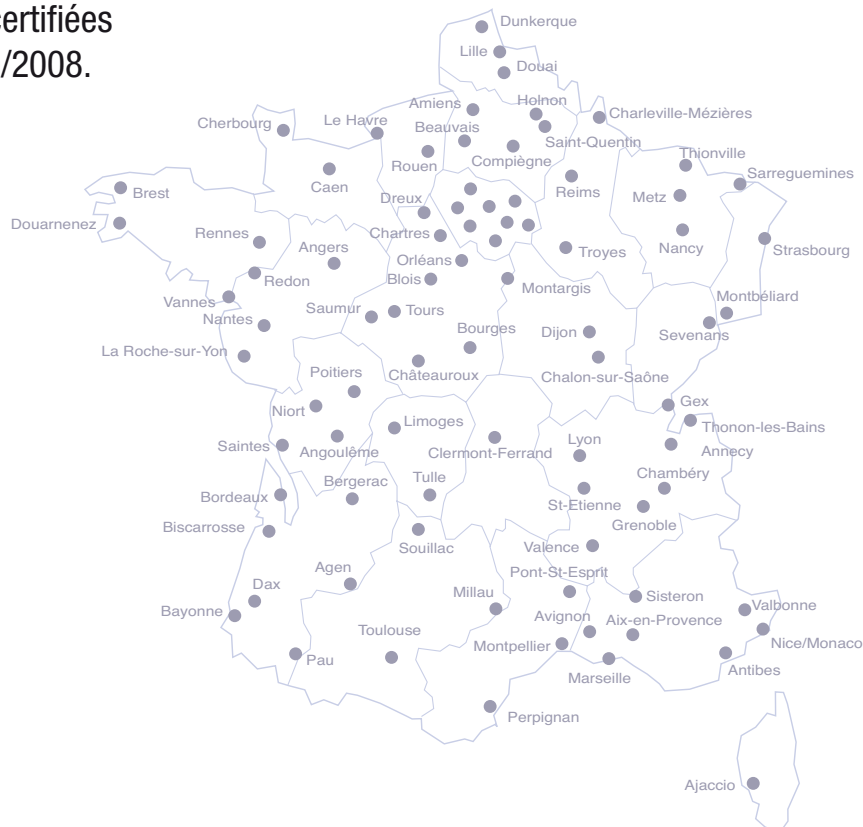 certifiées
/2008.
Dunkerque
Lille
Douai
Amiens
Holnon
Charleville-Mézières
Cherbourg
Le Havre
Beauvais
Saint-Quentin
Rouen
Compiègne
Thionville
Sarreguemines
Caen
Reims
Metz
Brest
Dreux
Douarnenez
Rennes
Chartres
Angers
Troyes
Nancy
Strasbourg
Orléans
Redon
Blois
Montargis
Vannes
Saumur
Tours
Montbéliard
Nantes
Bourges
Dijon
Sevenans
La Roche-sur-Yon
Poitiers
Châteauroux
Chalon-sur-Saône
Niort
Gex
Limoges
Thonon-les-Bains
Saintes
Angoulême
Clermont-Ferrand
Lyon
Annecy
Bergerac
Tulle
Chambéry
Bordeaux
St-Etienne
Grenoble
Biscarrosse
Souillac
Valence
Agen
Pont-St-Esprit
Dax
Millau
Sisteron
Valbonne
Bayonne
Avignon
Aix-en-Provence
Toulouse
Montpellier
Nice/Monaco
Pau
Marseille
Antibes
Perpignan
Ajaccio